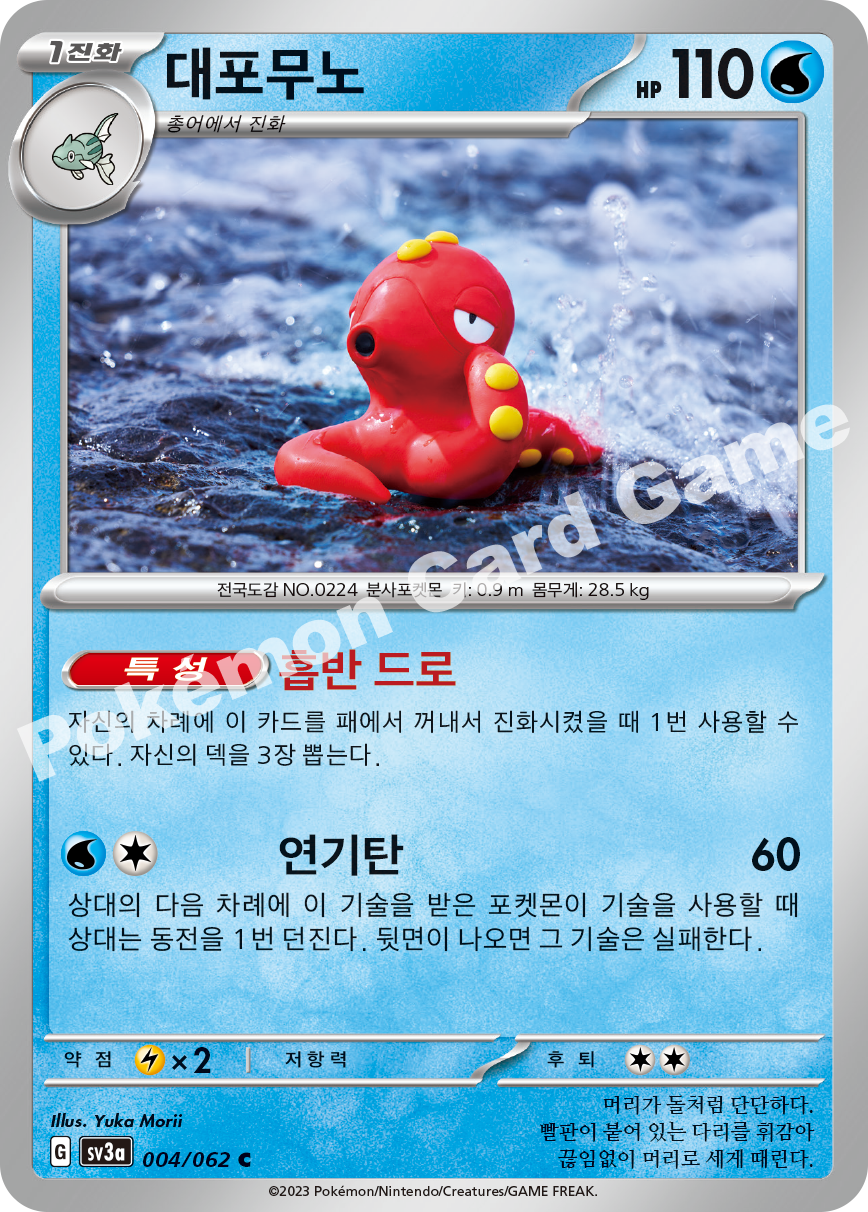 1진화
대포무노
HP 110
총어에서 진화
전국도감 NO.0224 분사포켓몬 키: 0.9 m 몸무게: 28.5 kg
특성 흡반 드로
자신의 차례에 이 카드를 패에서 꺼내서 진화시켰을 때 1번 사용할 수
있다. 자신의 덱을 3장 뽑는다.
연기탄 60
상대의 다음 차례에 이 기술을 받은 포켓몬이 기술을 사용할 때
상대는 동전을 1번 던진다. 뒷면이 나오면 그 기술은 실패한다.
약점 ×2 저항력 후퇴
머리가 돌처럼 단단하다.
빨판이 붙어 있는 다리를 휘감아
끊임없이 머리로 세게 때린다.
Illus. Yuka Morii
G sv3a 004/062 C
©2023 Pokémon/Nintendo/Creatures/GAME FREAK.
Pokémon Card Game